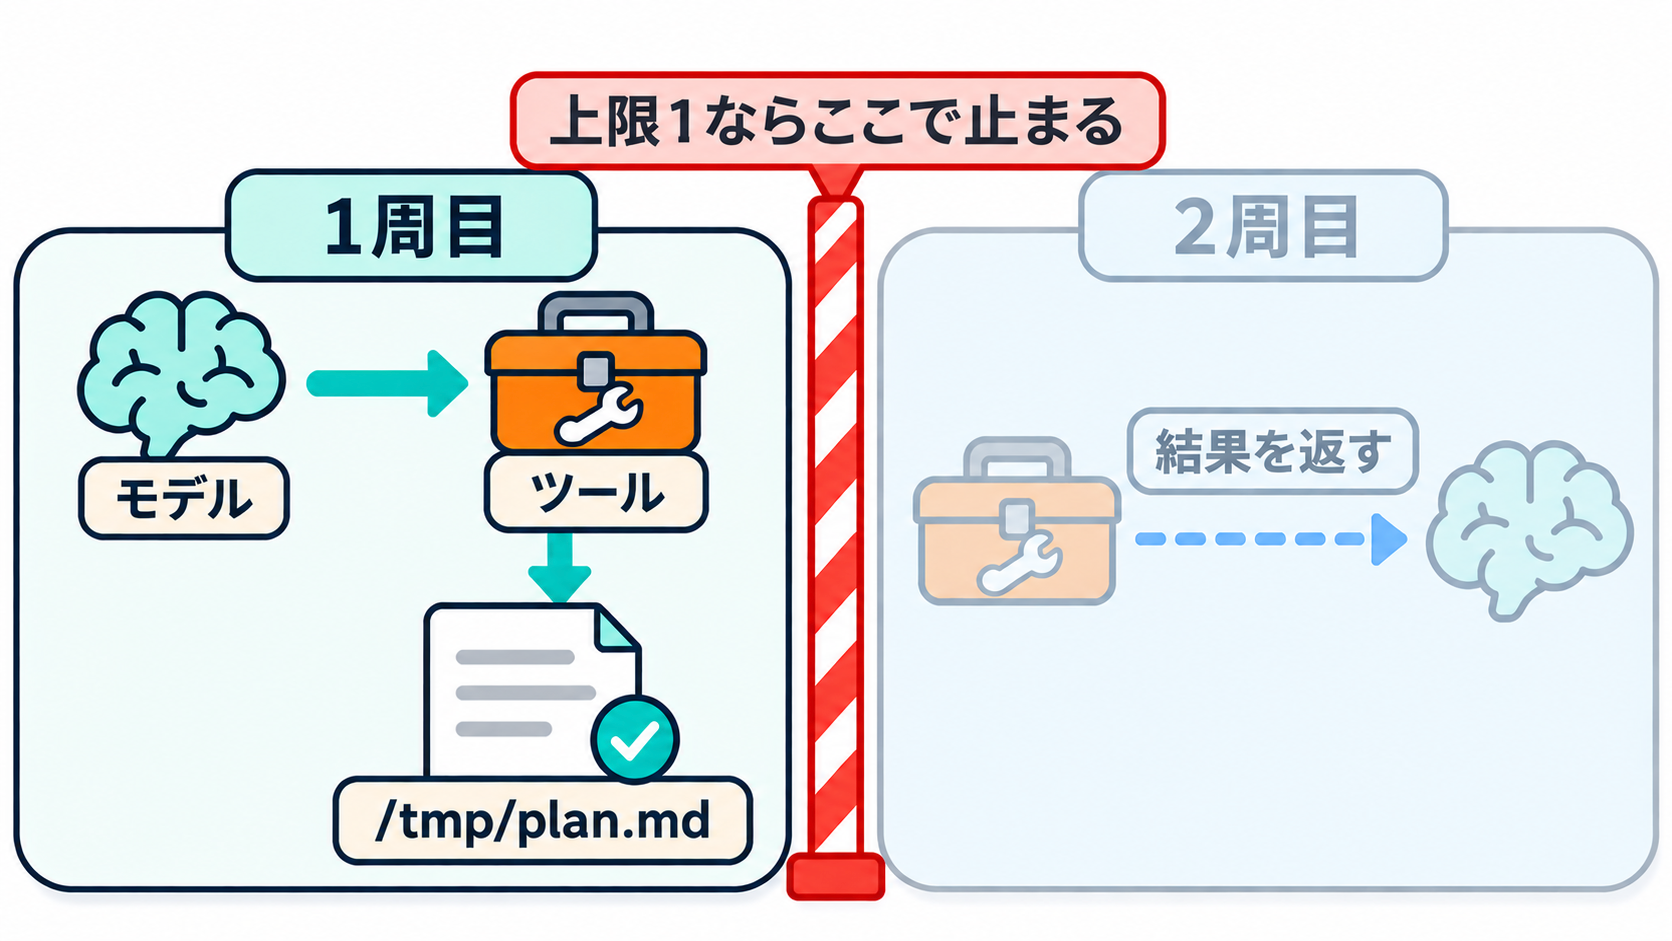 上限1ならここで止まる
1周目
モデル
ツール
/tmp/plan.md
2周目
結果を返す